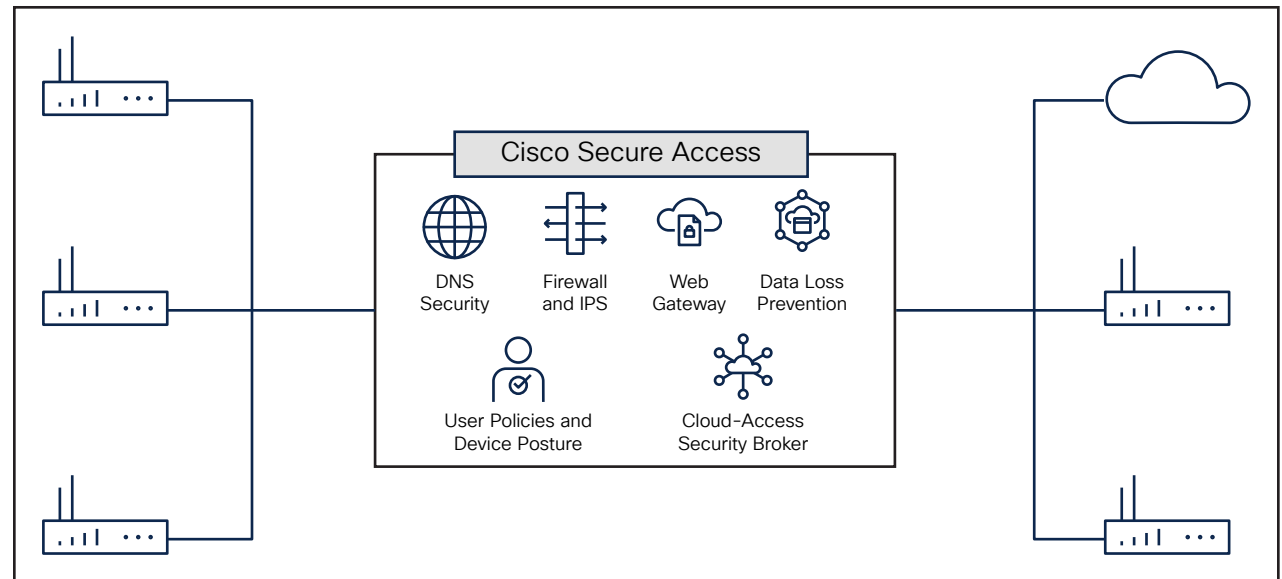 Cisco Secure Access
DNS
Security
Firewall
and IPS
Web
Gateway
Data Loss
Prevention
User Policies and
Device Posture
Cloud-Access
Security Broker